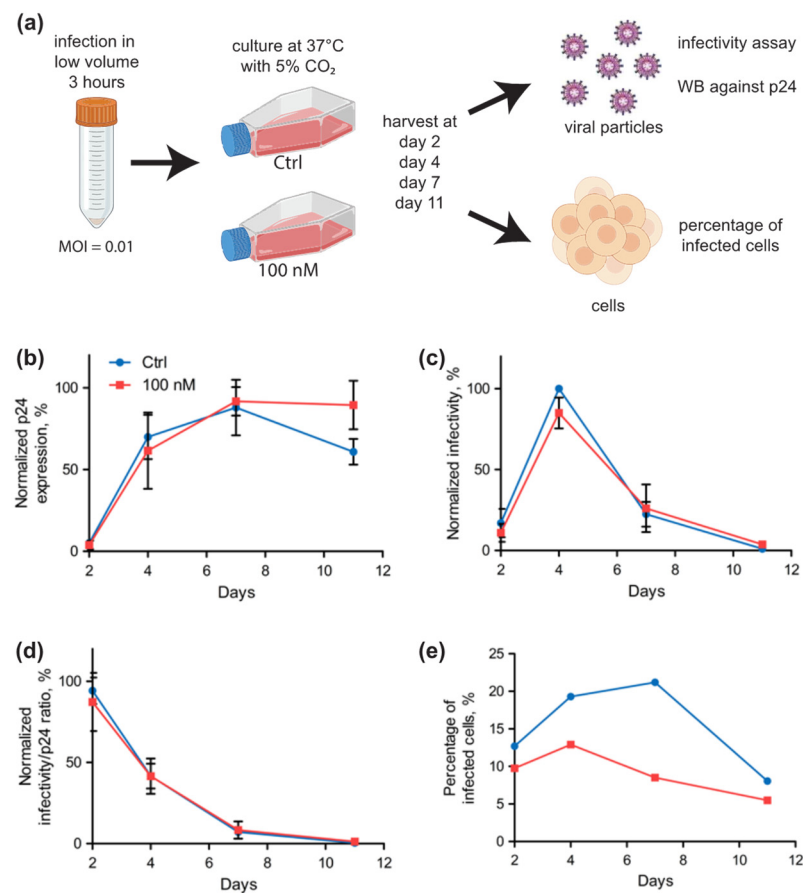 (a)
infection in
low volume
3 hours
MOI = 0.01
culture at 37°C
with 5% CO₂
Ctrl
100 nM
harvest at
day 2
day 4
day 7
day 11
viral particles
infectivity assay
WB against p24
cells
percentage of
infected cells
(b)
Ctrl
100 nM
Normalized p24
expression, %
100
50
0
2 4 6 8 10 12
Days
(c)
Normalized infectivity, %
100
50
0
2 4 6 8 10 12
Days
(d)
Normalized
infectivity/p24 ratio, %
100
50
0
2 4 6 8 10 12
Days
(e)
Percentage of
infected cells, %
25
20
15
10
5
0
2 4 6 8 10 12
Days